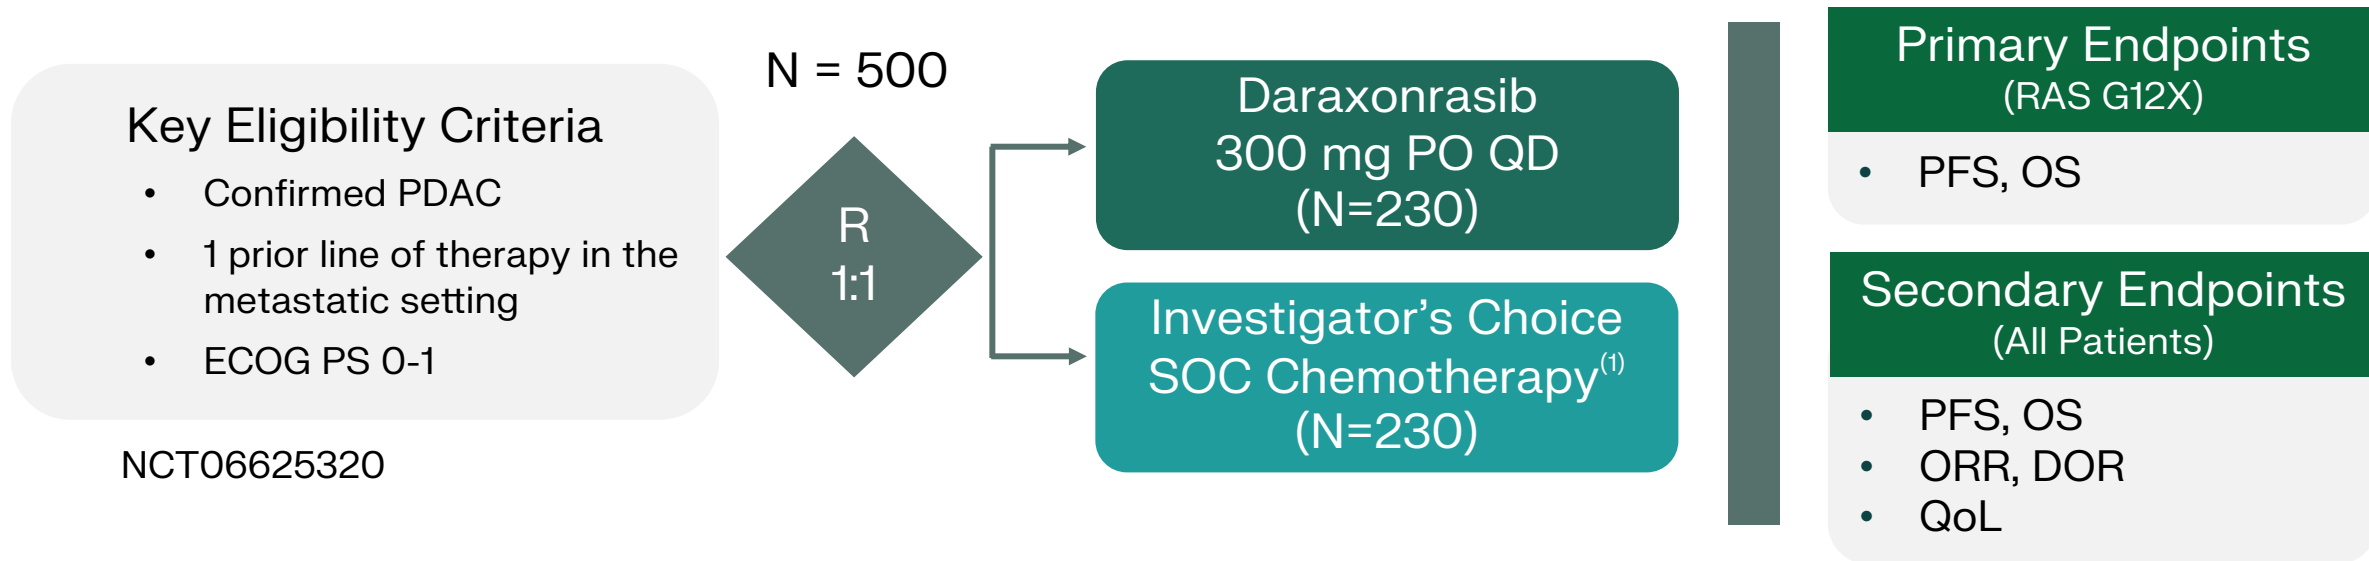 Key Eligibility Criteria
• Confirmed PDAC
• 1 prior line of therapy in the
metastatic setting
• ECOG PS 0-1
NCT06625320
N = 500
R
1:1
Daraxonrasib
300 mg PO QD
(N=230)
Investigator’s Choice
SOC Chemotherapy(1)
(N=230)
Primary Endpoints
(RAS G12X)
• PFS, OS
Secondary Endpoints
(All Patients)
• PFS, OS
• ORR, DOR
• QoL